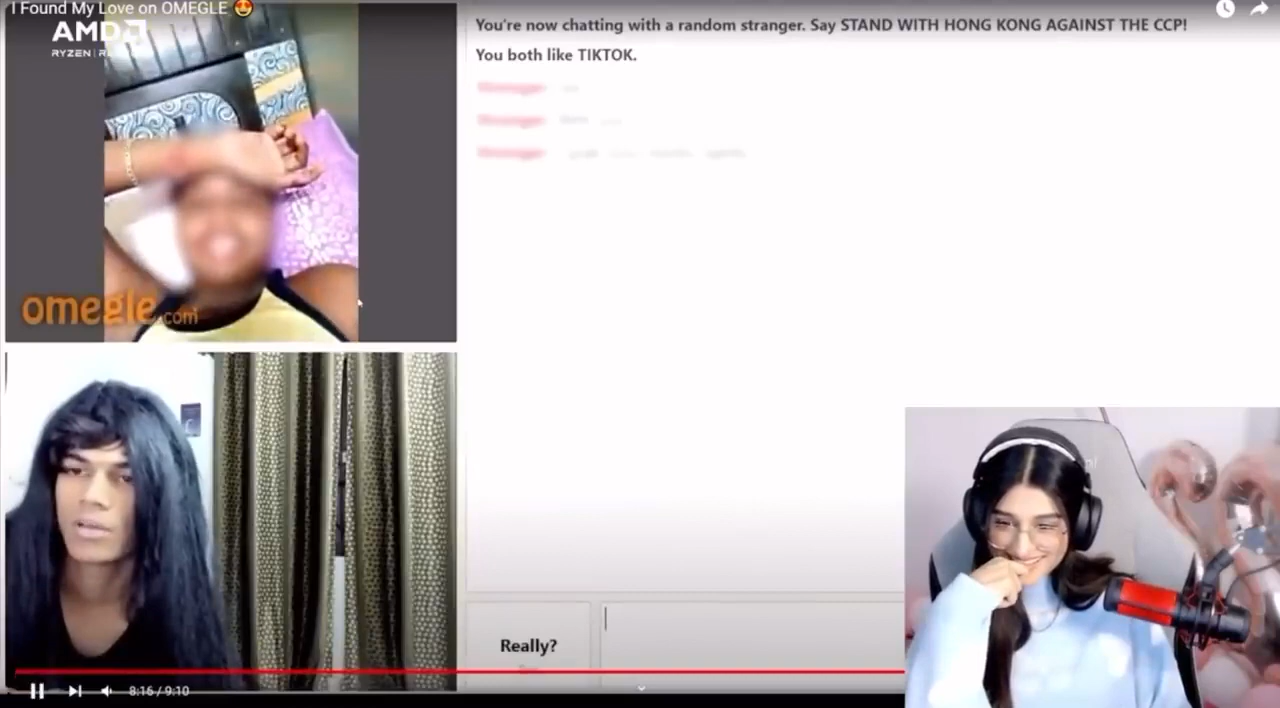 I Found My Love on OMEGLE 🤩
AMD
RYZEN
You're now chatting with a random stranger. Say STAND WITH HONG KONG AGAINST THE CCP!
You both like TIKTOK.
omegle.com
Really?
8:16 / 9:10